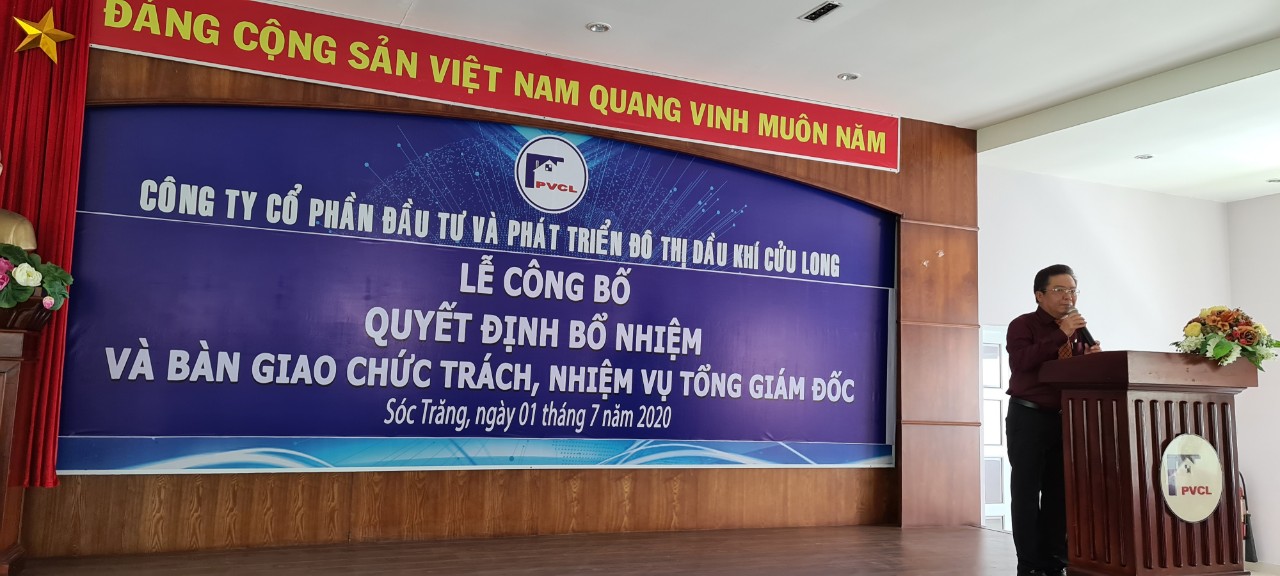 ĐẢNG CỘNG SẢN VIỆT NAM QUANG VINH MUÔN NĂM
PVCL
CÔNG TY CỔ PHẦN ĐẦU TƯ VÀ PHÁT TRIỂN ĐÔ THỊ DẦU KHÍ CỬU LONG
LỄ CÔNG BỐ
QUYẾT ĐỊNH BỔ NHIỆM
VÀ BÀN GIAO CHỨC TRÁCH, NHIỆM VỤ TỔNG GIÁM ĐỐC
Sóc Trăng, ngày 01 tháng 7 năm 2020
PVCL